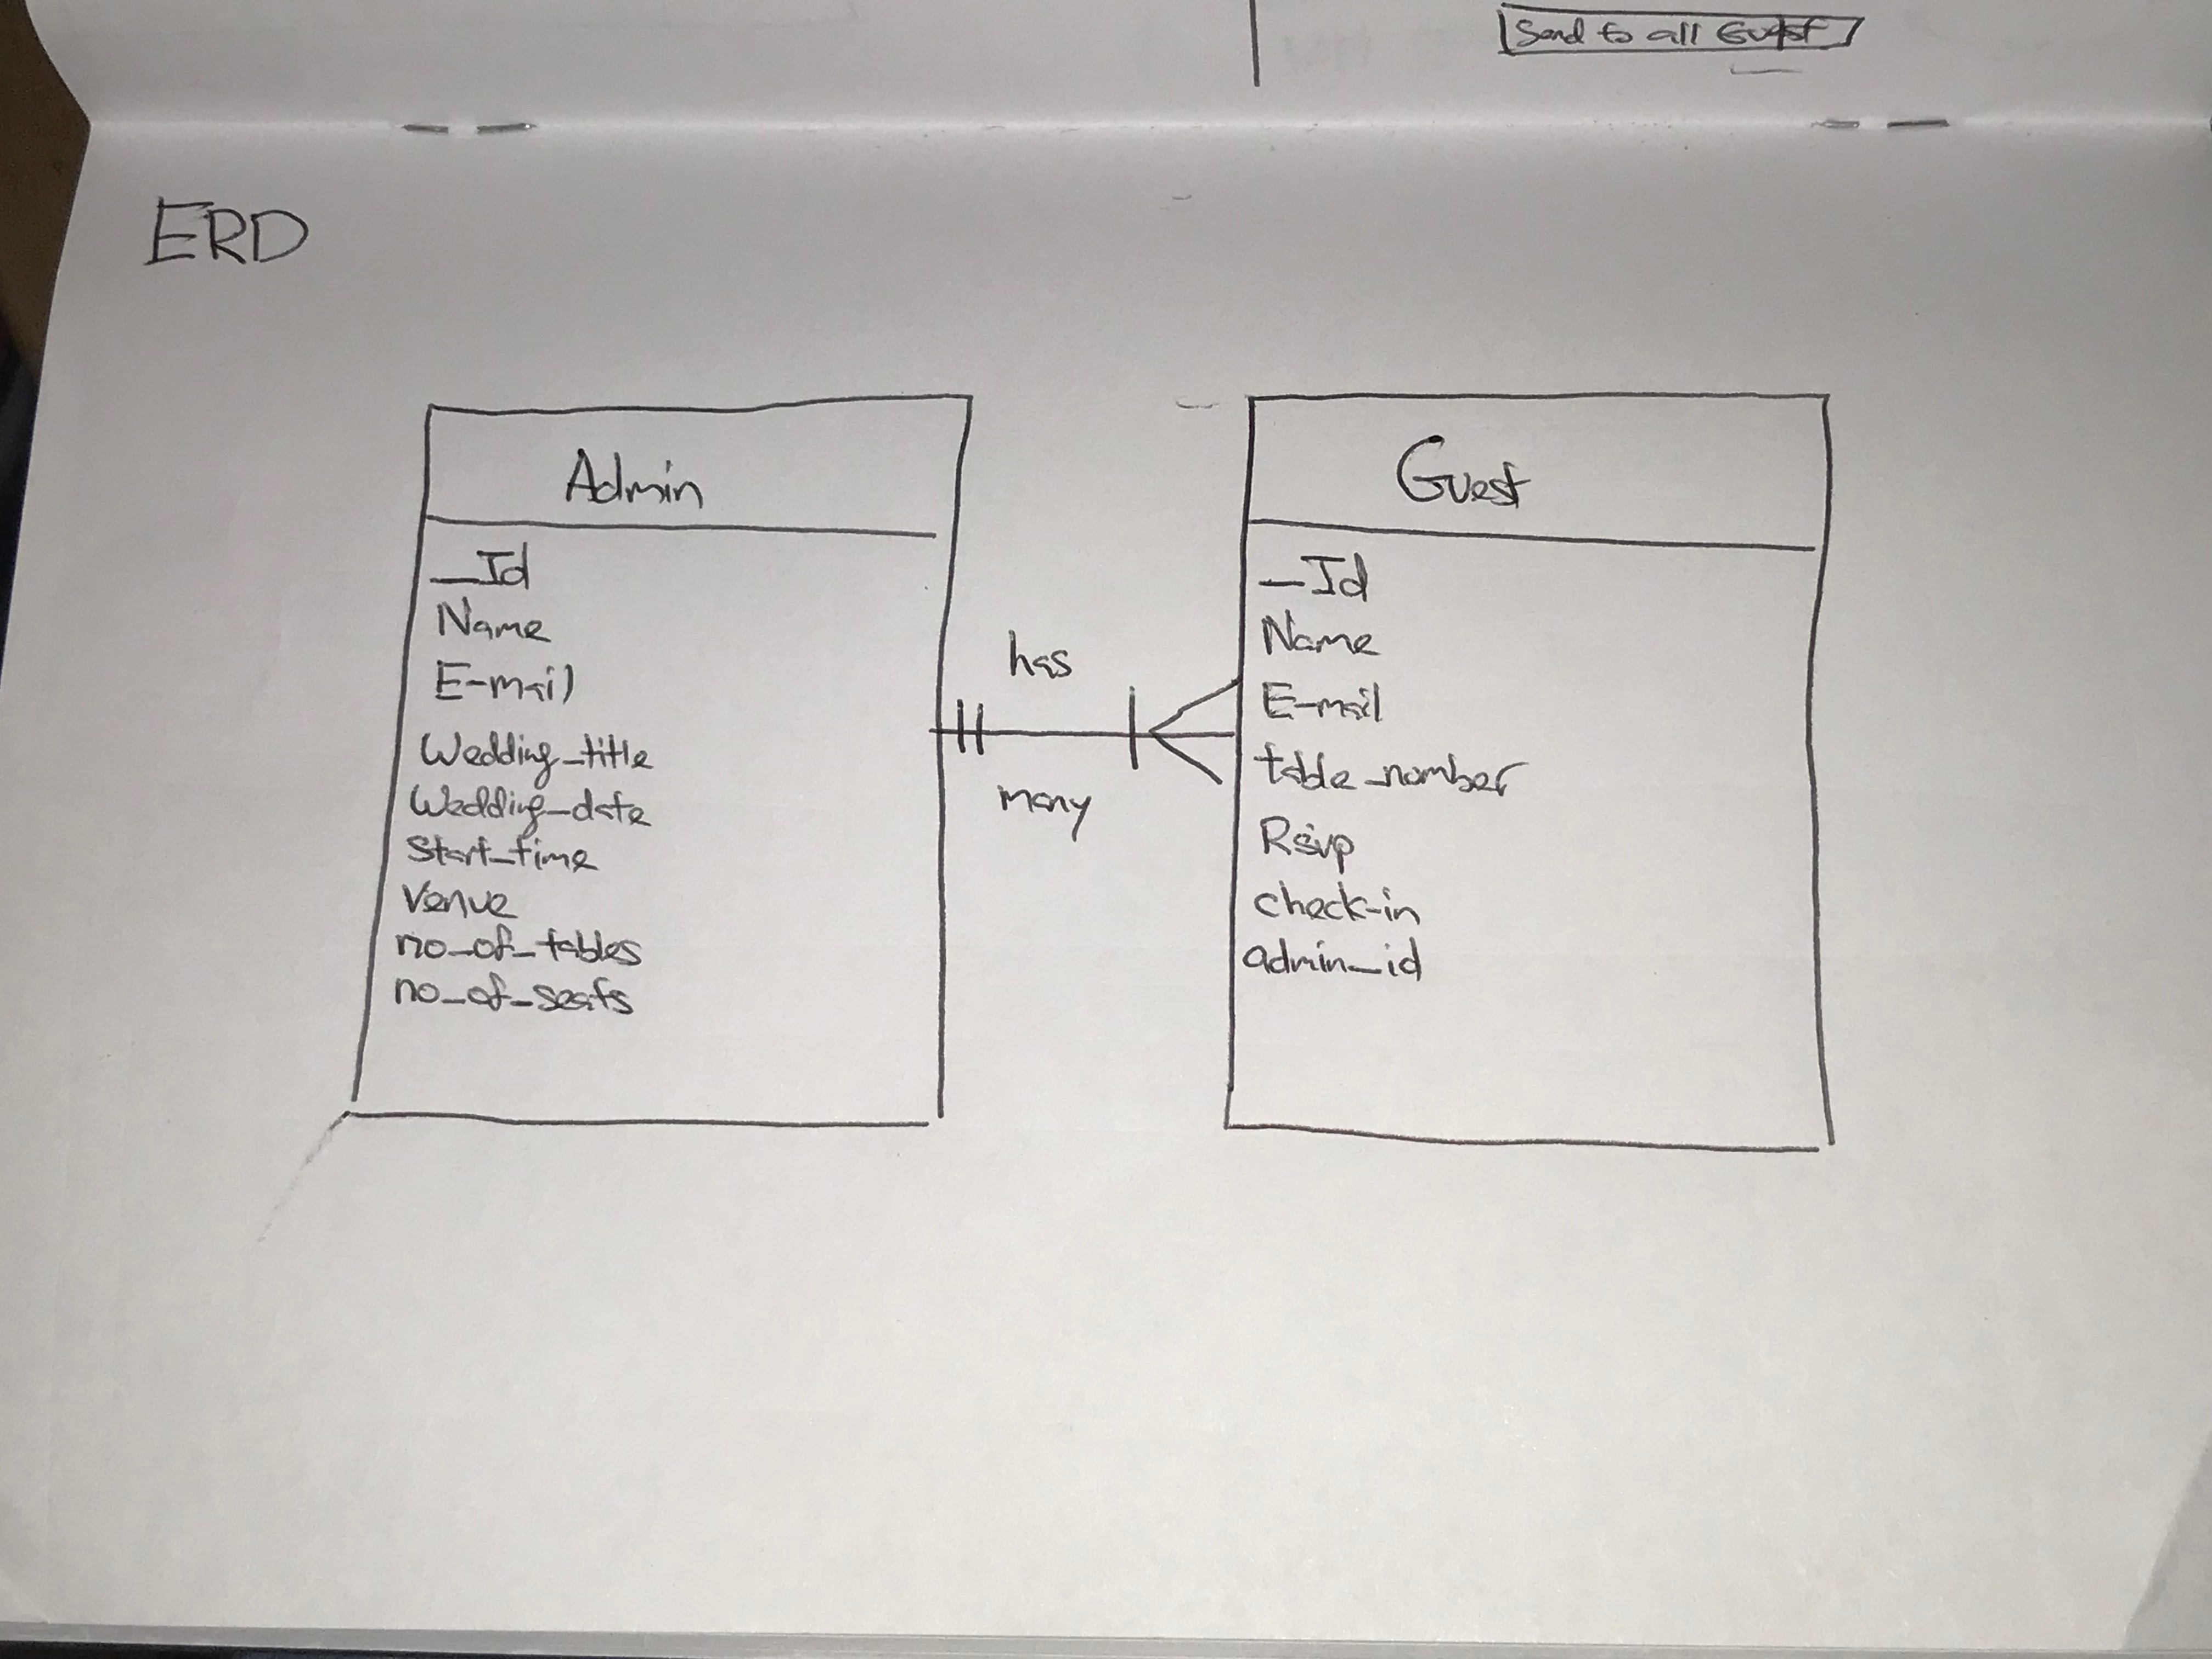 Send to all Guest
ERD
Admin
_Id
Name
E-mail
Wedding_title
Wedding_date
Start_time
Venue
no_of_tables
no_of_seats
has
many
Guest
_Id
Name
E-mail
table_number
Rsvp
check-in
admin_id